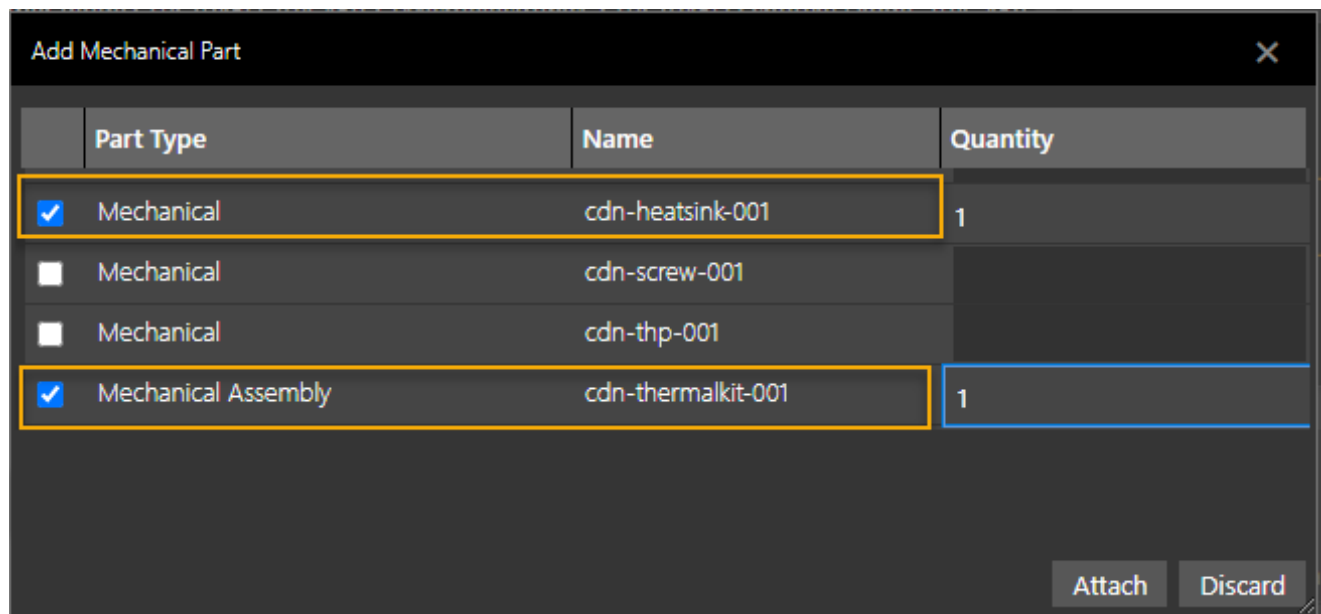 Add Mechanical Part
Part Type Name Quantity
Mechanical cdn-heatsink-001 1
Mechanical cdn-screw-001
Mechanical cdn-thp-001
Mechanical Assembly cdn-thermalkit-001 1
Attach Discard